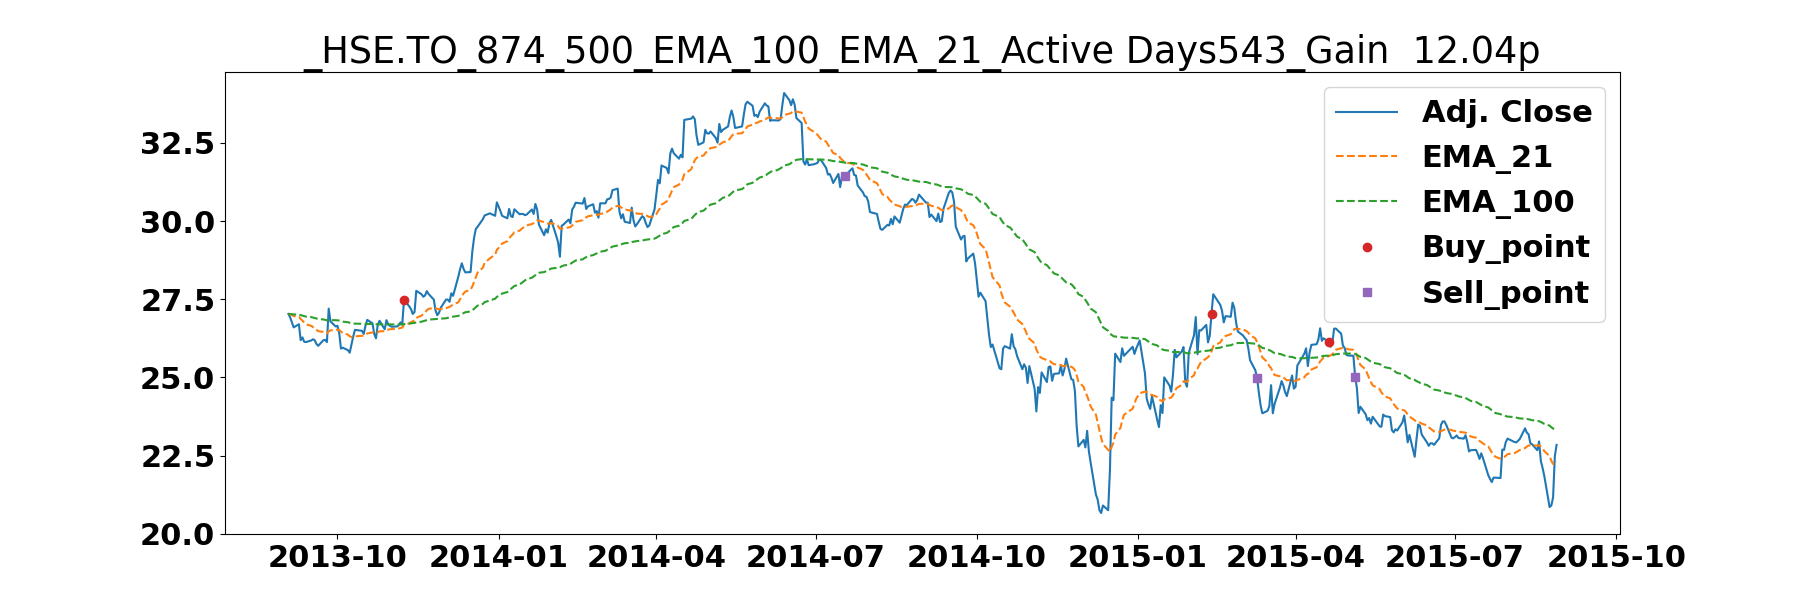 _HSE.TO_874_500_EMA_100_EMA_21_Active Days543_Gain  12.04p
32.5
30.0
27.5
25.0
22.5
20.0
2013-10 2014-01 2014-04 2014-07 2014-10 2015-01 2015-04 2015-07 2015-10
Adj. Close
EMA_21
EMA_100
Buy_point
Sell_point